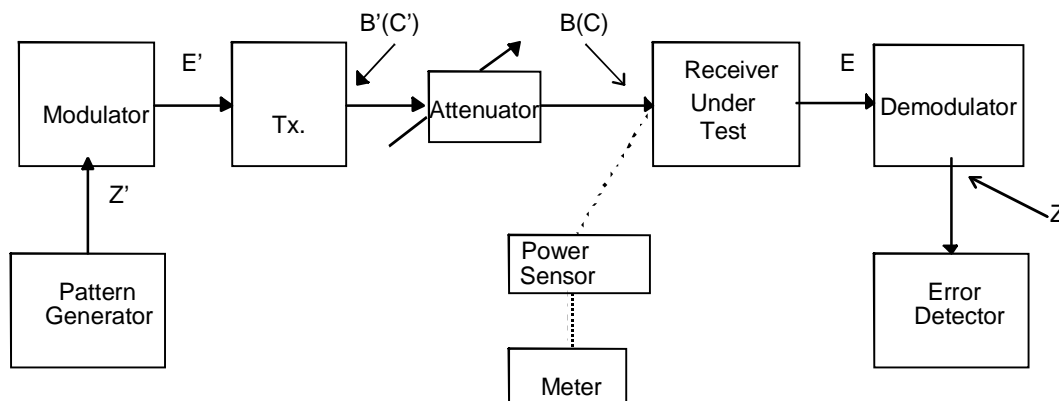 B’(C’)
B(C)
E’
E
Modulator
Tx.
Attenuator
Receiver
Under
Test
Demodulator
Z’
Z
Pattern
Generator
Power
Sensor
Error
Detector
Meter